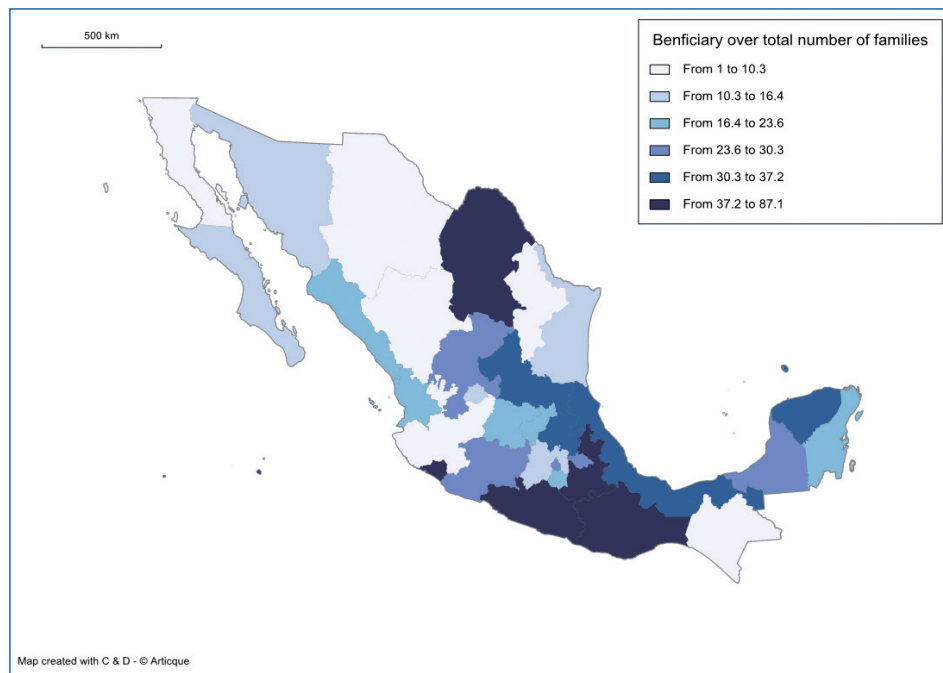 500 km
Benficiary over total number of families
From 1 to 10.3
From 10.3 to 16.4
From 16.4 to 23.6
From 23.6 to 30.3
From 30.3 to 37.2
From 37.2 to 87.1
Map created with C & D - © Articque